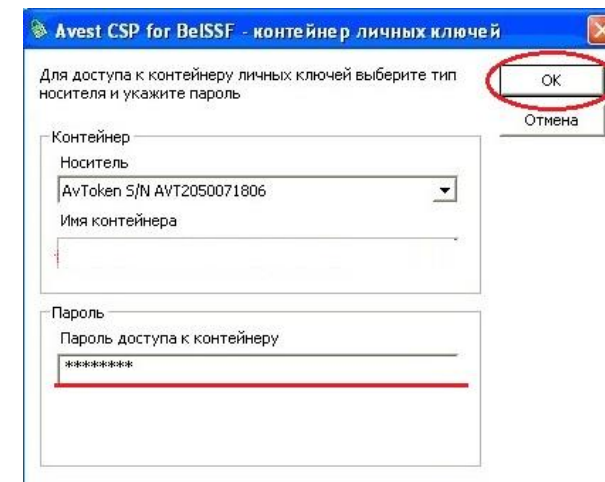 Avest CSP for BelSSF - контейнер личных ключей
Для доступа к контейнеру личных ключей выберите тип
носителя и укажите пароль
OK
Отмена
Контейнер
Носитель
AvToken S/N AVT2050071806
Имя контейнера
Пароль
Пароль доступа к контейнеру
********